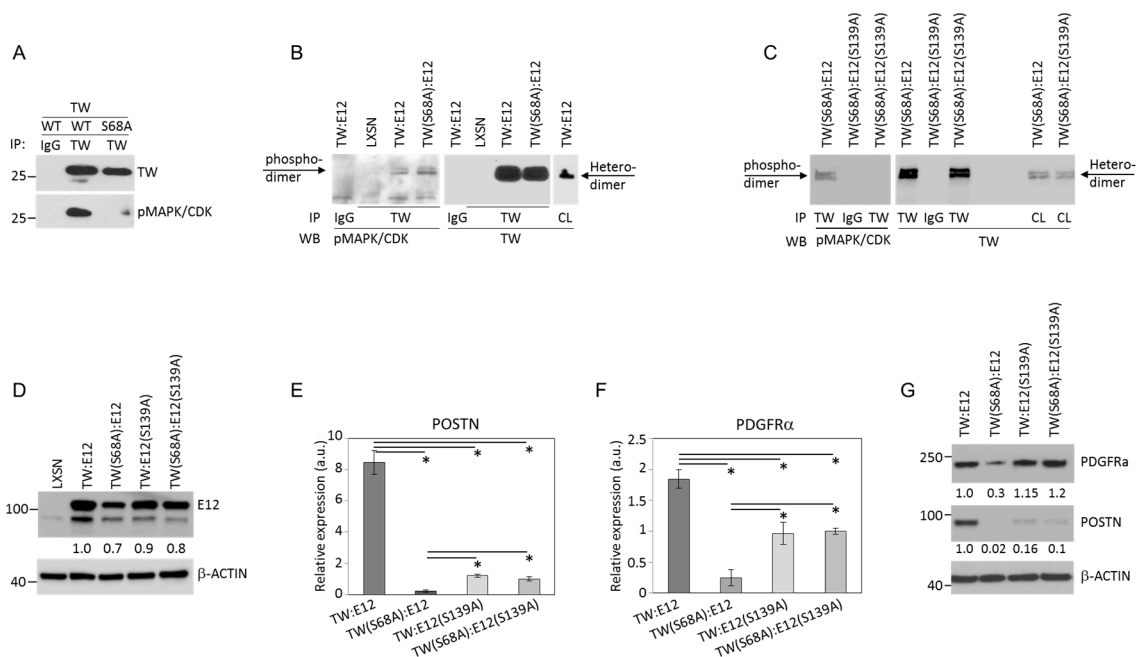 A
TW
WT WT S68A
IP: IgG TW TW
25 TW
25 pMAPK/CDK
B
TW:E12
LXSN
TW:E12
TW(S68A):E12
TW:E12
LXSN
TW:E12
TW(S68A):E12
TW:E12
phospho-
dimer
Hetero-
dimer
IP IgG TW IgG TW CL
WB pMAPK/CDK TW
C
TW(S68A):E12
TW(S68A):E12(S139A)
TW(S68A):E12(S139A)
TW(S68A):E12
TW(S68A):E12(S139A)
TW(S68A):E12(S139A)
TW(S68A):E12
TW(S68A):E12(S139A)
phospho-
dimer
Hetero-
dimer
IP TW IgG TW TW IgG TW CL CL
WB pMAPK/CDK TW
D
LXSN
TW:E12
TW(S68A):E12
TW:E12(S139A)
TW(S68A):E12(S139A)
100 E12
1.0 0.7 0.9 0.8
40 β-ACTIN
E
POSTN
Relative expression (a.u.)
10
8
6
4
2
0
* * *
* *
TW:E12
TW(S68A):E12
TW:E12(S139A)
TW(S68A):E12(S139A)
F
PDGFRα
Relative expression (a.u.)
2.5
2
1.5
1
0.5
0
* * *
* *
TW:E12
TW(S68A):E12
TW:E12(S139A)
TW(S68A):E12(S139A)
G
TW:E12
TW(S68A):E12
TW:E12(S139A)
TW(S68A):E12(S139A)
250 PDGFRa
1.0 0.3 1.15 1.2
100 POSTN
1.0 0.02 0.16 0.1
40 β-ACTIN